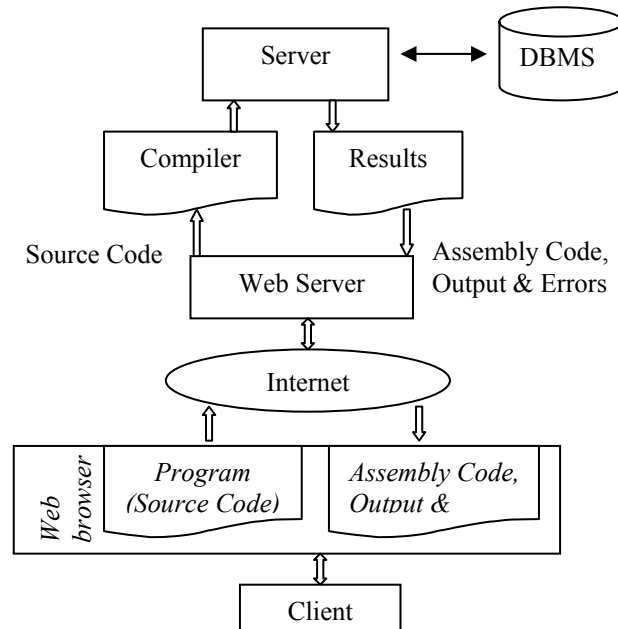 Server
DBMS
Compiler
Results
Source Code
Assembly Code,
Output & Errors
Web Server
Internet
Web
browser
Program
(Source Code)
Assembly Code,
Output &
Client